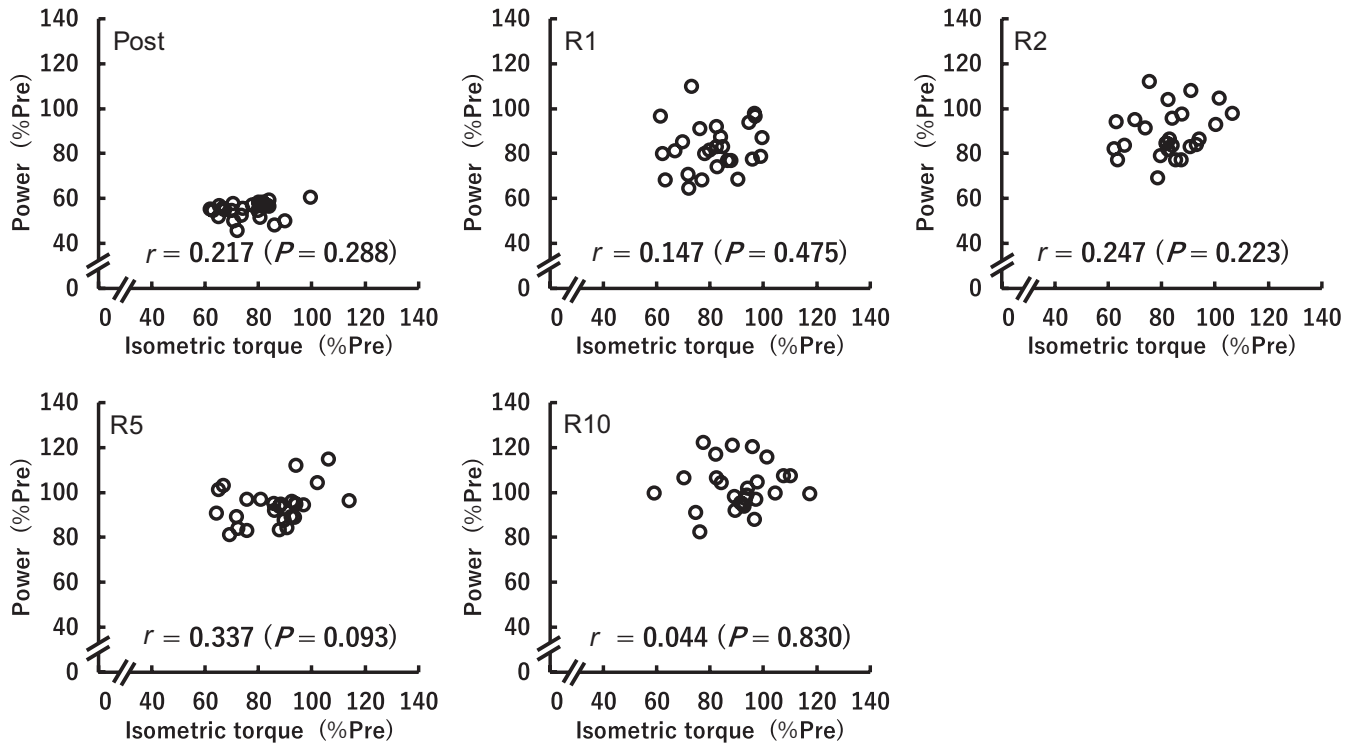 Post
140
120
100
80
60
40
0
Power (%Pre)
r = 0.217 (P = 0.288)
0 40 60 80 100 120 140
Isometric torque (%Pre)
R1
140
120
100
80
60
40
0
Power (%Pre)
r = 0.147 (P = 0.475)
0 40 60 80 100 120 140
Isometric torque (%Pre)
R2
140
120
100
80
60
40
0
Power (%Pre)
r = 0.247 (P = 0.223)
0 40 60 80 100 120 140
Isometric torque (%Pre)
R5
140
120
100
80
60
40
0
Power (%Pre)
r = 0.337 (P = 0.093)
0 40 60 80 100 120 140
Isometric torque (%Pre)
R10
140
120
100
80
60
40
0
Power (%Pre)
r = 0.044 (P = 0.830)
0 40 60 80 100 120 140
Isometric torque (%Pre)